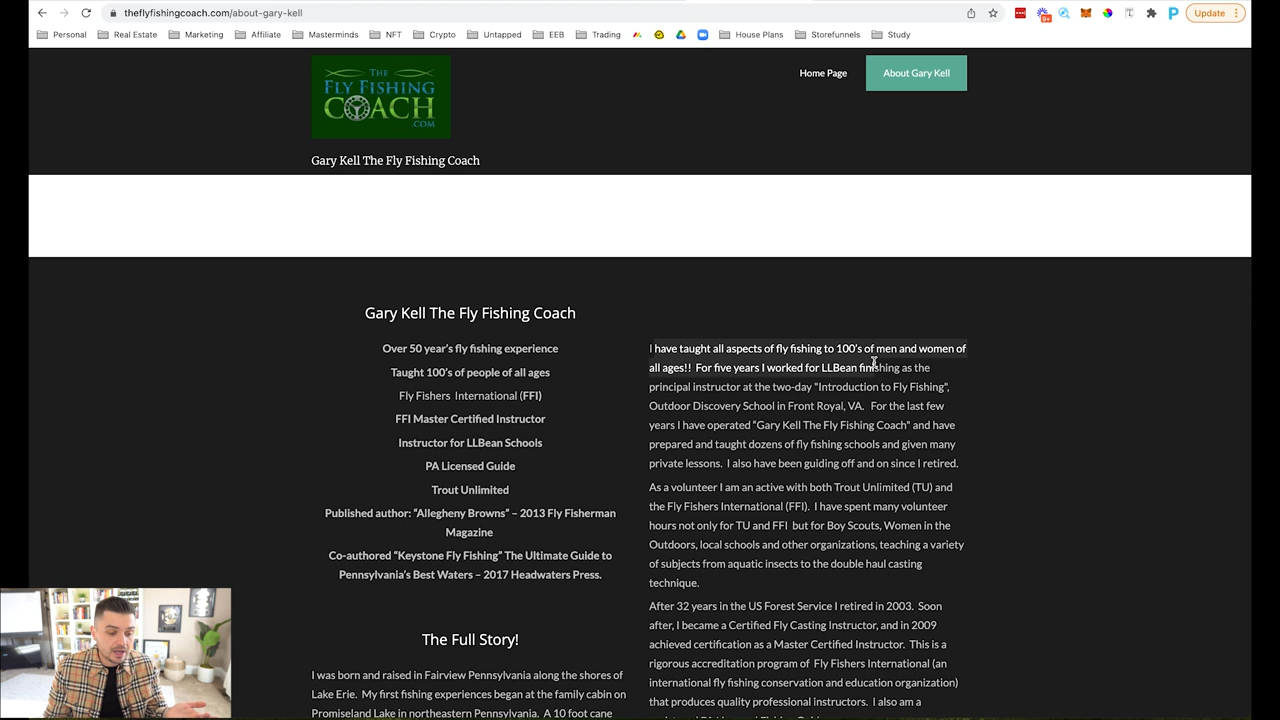 theflyfishingcoach.com/about-gary-kell
9+
Update
Personal
Real Estate
Marketing
Affiliate
Masterminds
NFT
Crypto
Untapped
EEB
Trading
House Plans
Storefunnels
Study
THE
FLY FISHING
COACH
.COM
Home Page
About Gary Kell
Gary Kell The Fly Fishing Coach
Gary Kell The Fly Fishing Coach
Over 50 year's fly fishing experience
Taught 100's of people of all ages
Fly Fishers International (FFI)
FFI Master Certified Instructor
Instructor for LLBean Schools
PA Licensed Guide
Trout Unlimited
Published author: “Allegheny Browns” – 2013 Fly Fisherman
Magazine
Co-authored “Keystone Fly Fishing” The Ultimate Guide to
Pennsylvania's Best Waters – 2017 Headwaters Press.
The Full Story!
I was born and raised in Fairview Pennsylvania along the shores of
Lake Erie. My first fishing experiences began at the family cabin on
Promiseland Lake in northeastern Pennsylvania. A 10 foot cane
I have taught all aspects of fly fishing to 100's of men and women of
all ages!! For five years I worked for LLBean finishing as the
principal instructor at the two-day "Introduction to Fly Fishing",
Outdoor Discovery School in Front Royal, VA. For the last few
years I have operated “Gary Kell The Fly Fishing Coach” and have
prepared and taught dozens of fly fishing schools and given many
private lessons. I also have been guiding off and on since I retired.
As a volunteer I am an active with both Trout Unlimited (TU) and
the Fly Fishers International (FFI). I have spent many volunteer
hours not only for TU and FFI but for Boy Scouts, Women in the
Outdoors, local schools and other organizations, teaching a variety
of subjects from aquatic insects to the double haul casting
technique.
After 32 years in the US Forest Service I retired in 2003. Soon
after, I became a Certified Fly Casting Instructor, and in 2009
achieved certification as a Master Certified Instructor. This is a
rigorous accreditation program of Fly Fishers International (an
international fly fishing conservation and education organization)
that produces quality professional instructors. I also am a